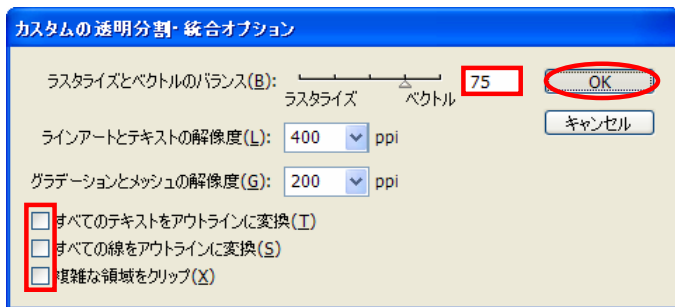 カスタムの透明分割・統合オプション
ラスタライズとベクトルのバランス(B): 75 OK
ラスタライズ ベクトル
キャンセル
ラインアートとテキストの解像度(L): 400 ppi
グラデーションとメッシュの解像度(G): 200 ppi
すべてのテキストをアウトラインに変換(T)
すべての線をアウトラインに変換(S)
複雑な領域をクリップ(X)